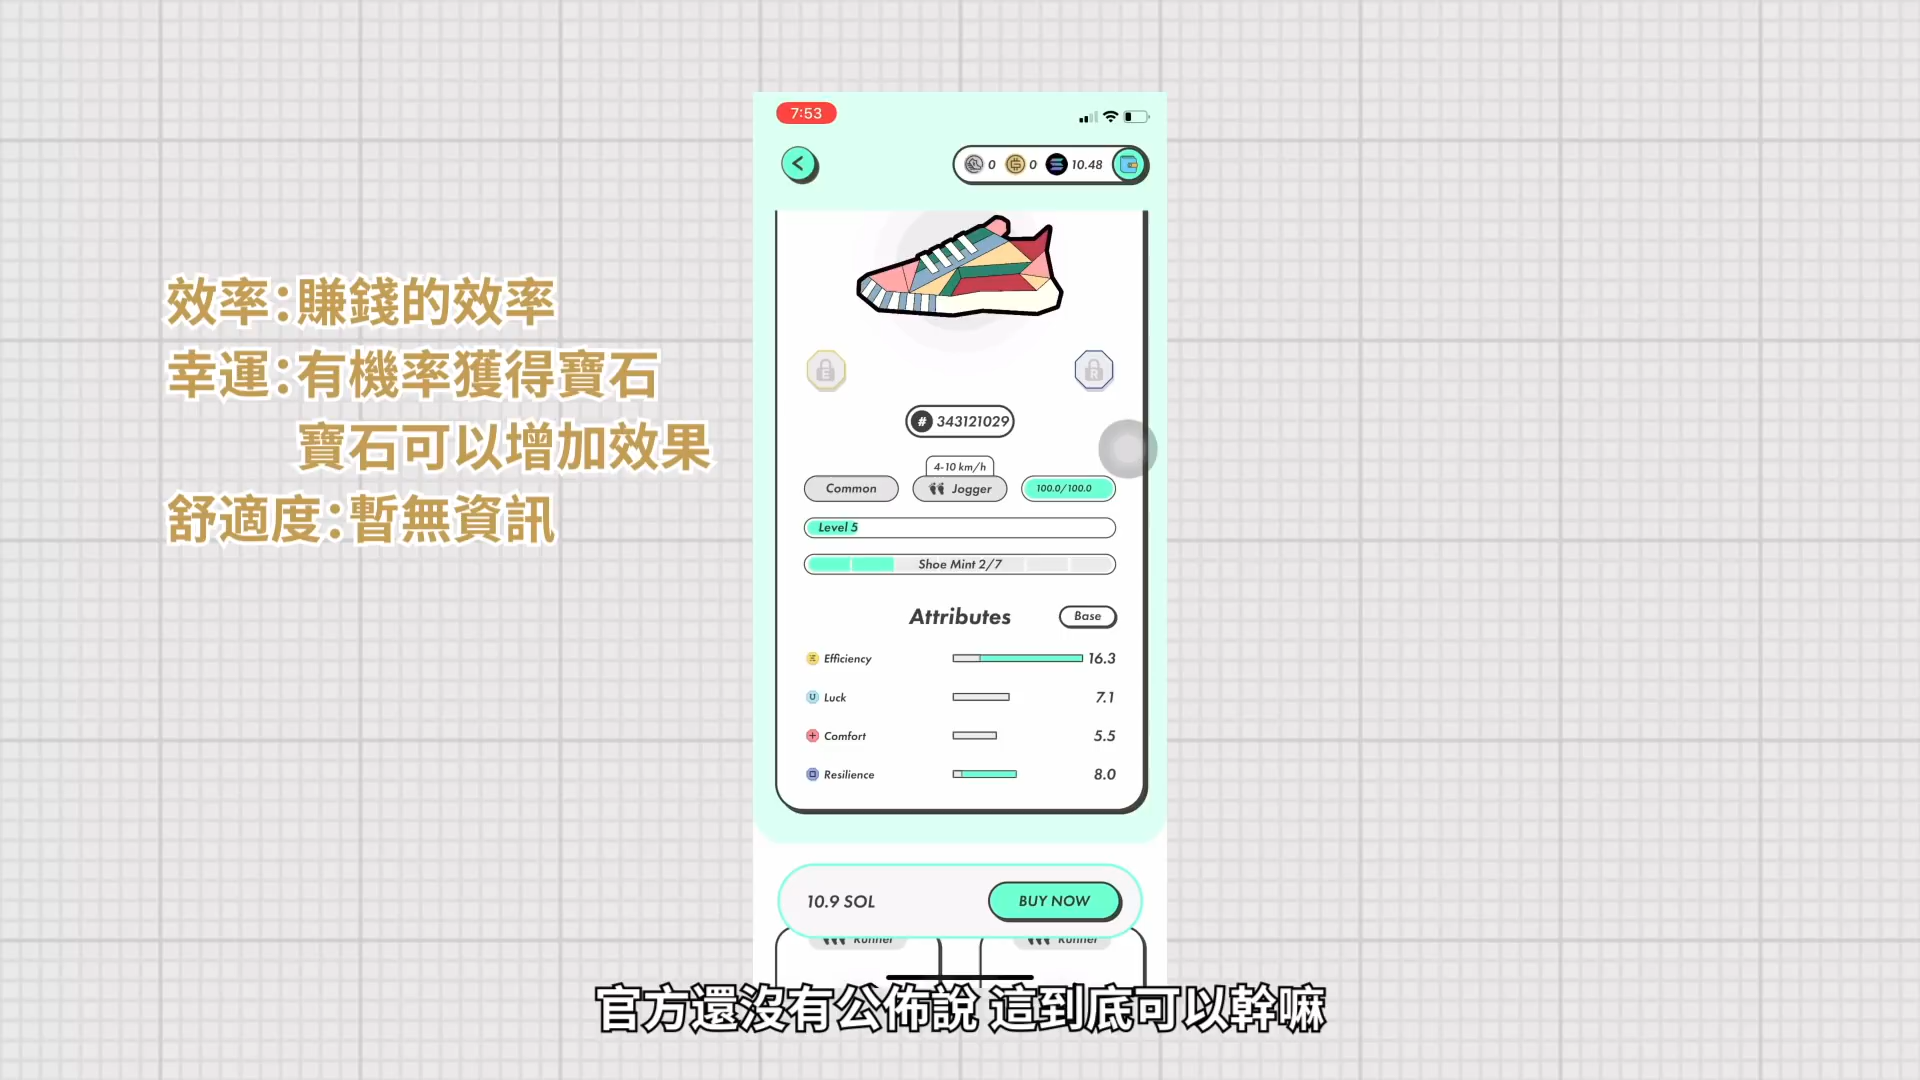 7:53
0 0 10.48
效率:賺錢的效率
幸運:有機率獲得寶石
寶石可以增加效果
舒適度:暫無資訊
E
R
# 343121029
4-10 km/h
Common Jogger 100.0/100.0
Level 5
Shoe Mint 2/7
Attributes Base
Efficiency 16.3
Luck 7.1
Comfort 5.5
Resilience 8.0
10.9 SOL BUY NOW
Runner Runner
官方還沒有公佈說 這到底可以幹嘛